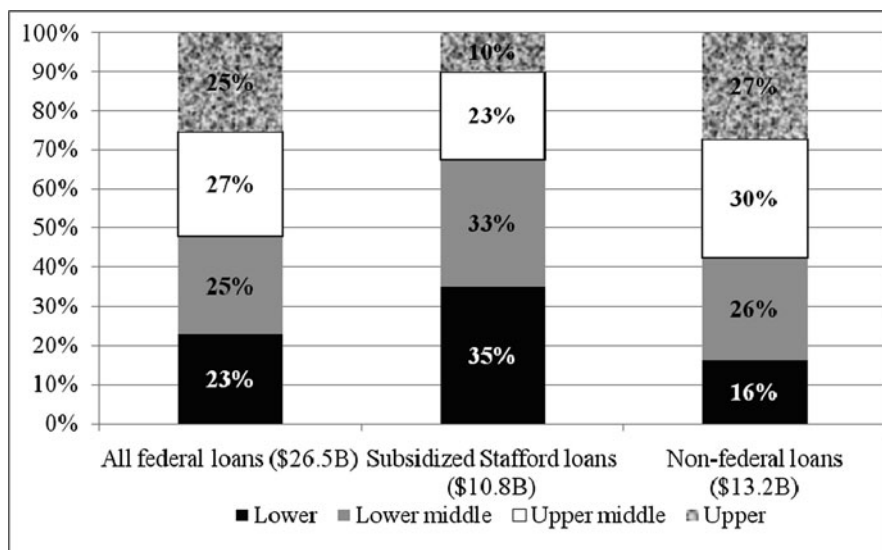 100%
90%
80%
70%
60%
50%
40%
30%
20%
10%
0%
25%
27%
25%
23%
10%
23%
33%
35%
27%
30%
26%
16%
All federal loans ($26.5B)
Subsidized Stafford loans
($10.8B)
Non-federal loans
($13.2B)
Lower
Lower middle
Upper middle
Upper